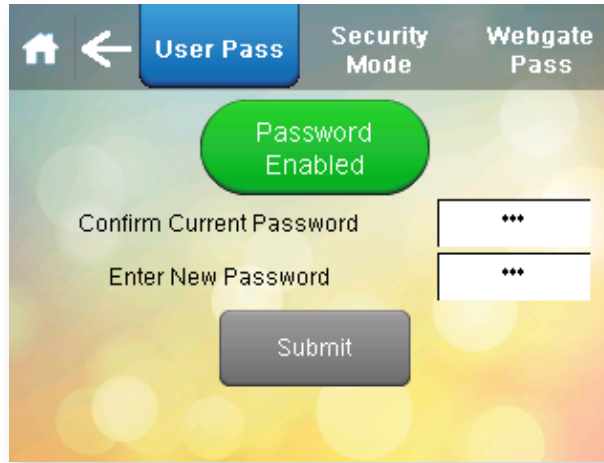 User Pass
Security
Mode
Webgate
Pass
Password
Enabled
Confirm Current Password
***
Enter New Password
***
Submit